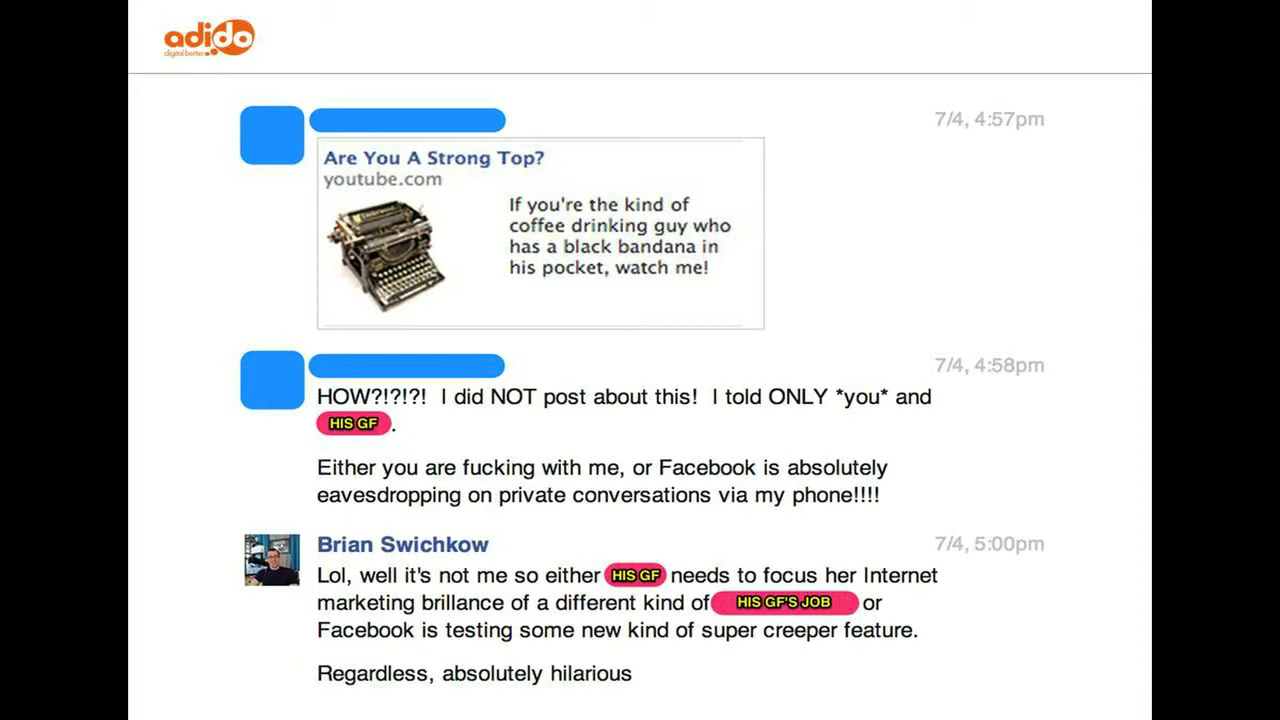 adido
digital better.
7/4, 4:57pm
Are You A Strong Top?
youtube.com
If you're the kind of
coffee drinking guy who
has a black bandana in
his pocket, watch me!
7/4, 4:58pm
HOW?!?!?! I did NOT post about this! I told ONLY *you* and
HIS GF.
Either you are fucking with me, or Facebook is absolutely
eavesdropping on private conversations via my phone!!!!
Brian Swichkow
7/4, 5:00pm
Lol, well it's not me so either HIS GF needs to focus her Internet
marketing brillance of a different kind of HIS GF'S JOB or
Facebook is testing some new kind of super creeper feature.
Regardless, absolutely hilarious